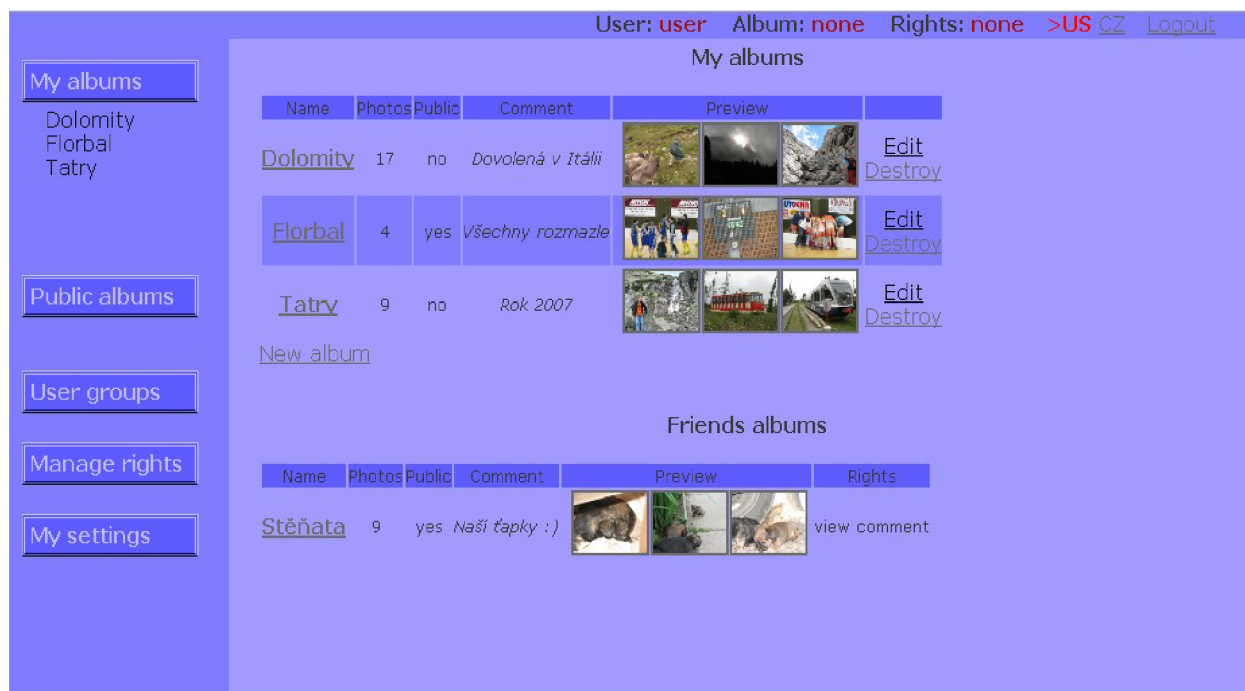 User: user Album: none Rights: none >US CZ Logout
My albums
Dolomity
Florbal
Tatry
Public albums
User groups
Manage rights
My settings
My albums
Name Photos Public Comment Preview
Dolomity 17 no Dovolená v Itálii Edit
Destroy
Florbal 4 yes Všechny rozmazle Edit
Destroy
Tatry 9 no Rok 2007 Edit
Destroy
New album
Friends albums
Name Photos Public Comment Preview Rights
Stěňata 9 yes Naší ťapky :) view comment